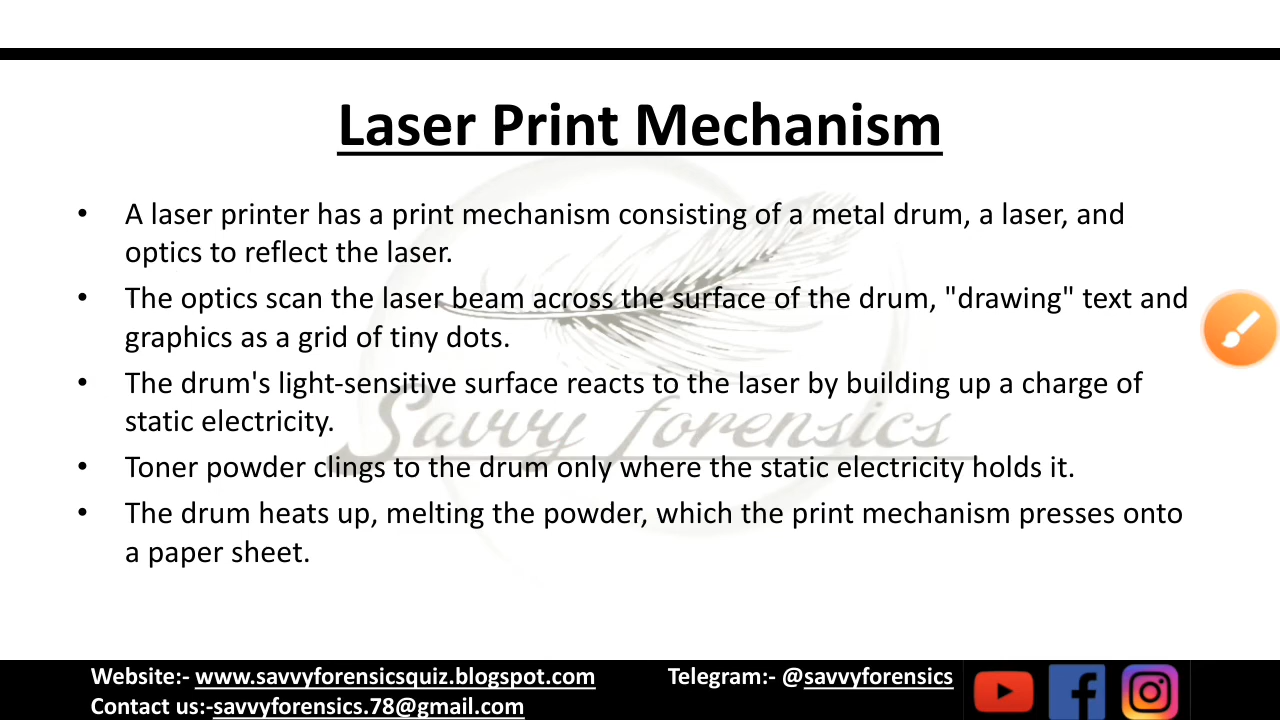 Laser Print Mechanism
• A laser printer has a print mechanism consisting of a metal drum, a laser, and
optics to reflect the laser.
• The optics scan the laser beam across the surface of the drum, "drawing" text and
graphics as a grid of tiny dots.
• The drum's light-sensitive surface reacts to the laser by building up a charge of
static electricity.
Savvy forensics
• Toner powder clings to the drum only where the static electricity holds it.
• The drum heats up, melting the powder, which the print mechanism presses onto
a paper sheet.
Website:- www.savvyforensicsquiz.blogspot.com Telegram:- @savvyforensics
Contact us:-savvyforensics.78@gmail.com